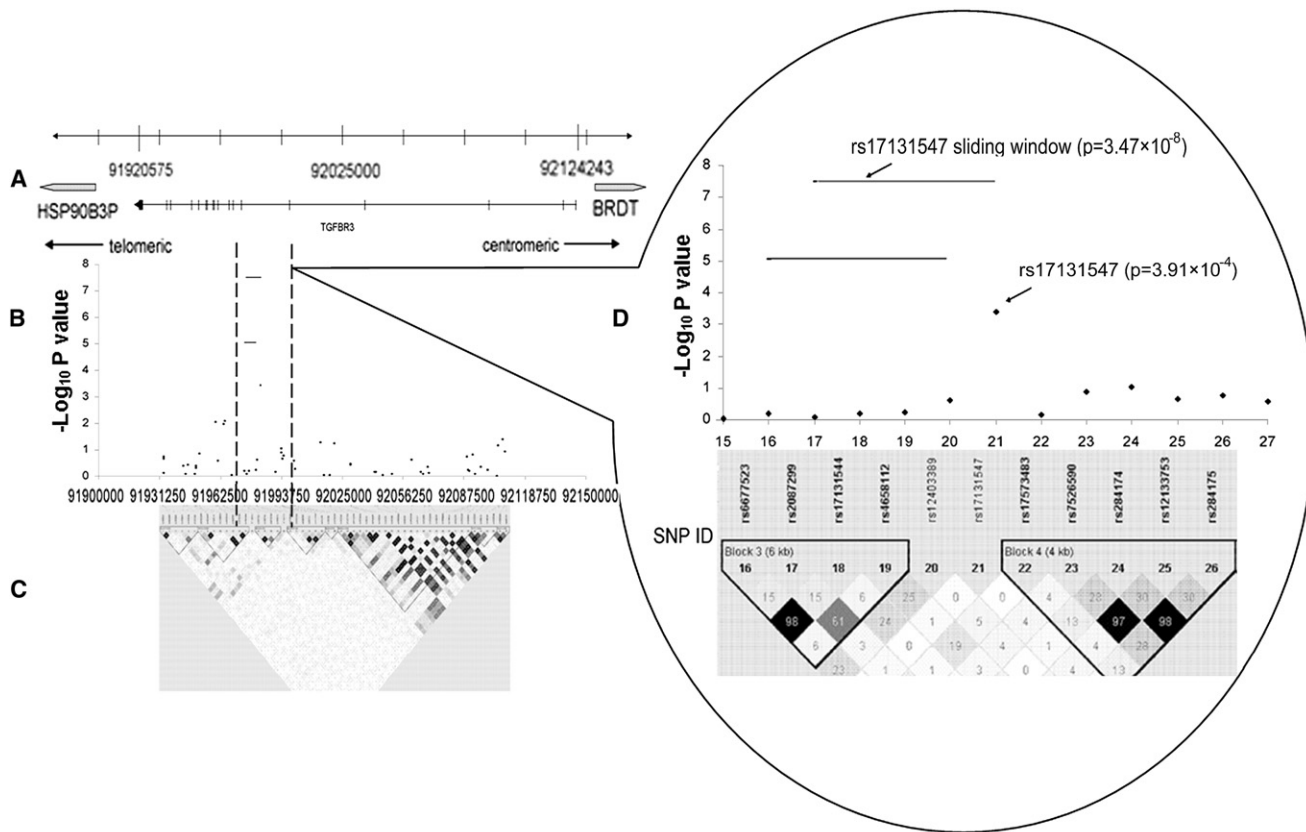 A
91920575 92025000 92124243
HSP90B3P
BRDT
TGFBR3
telomeric centromeric
B
-Log10 P value
8
7
6
5
4
3
2
1
0
91900000 91931250 91962500 91993750 92025000 92056250 92087500 92118750 92150000
C
D
rs17131547 sliding window (p=3.47×10-8)
rs17131547 (p=3.91×10-4)
-Log10 P value
8
7
6
5
4
3
2
1
0
15 16 17 18 19 20 21 22 23 24 25 26 27
SNP ID
rs6677523
rs2087299
rs17131544
rs4658112
rs12403389
rs17131547
rs17573483
rs7526590
rs284174
rs12133753
rs284175
Block 3 (6 kb) Block 4 (4 kb)
16 17 18 19 20 21 22 23 24 25 26
15 15 6 25 0 0 4 28 30 30
98 61 24 1 5 4 13 97 98
6 3 0 19 4 1 4 28
23 1 1 3 0 4 13